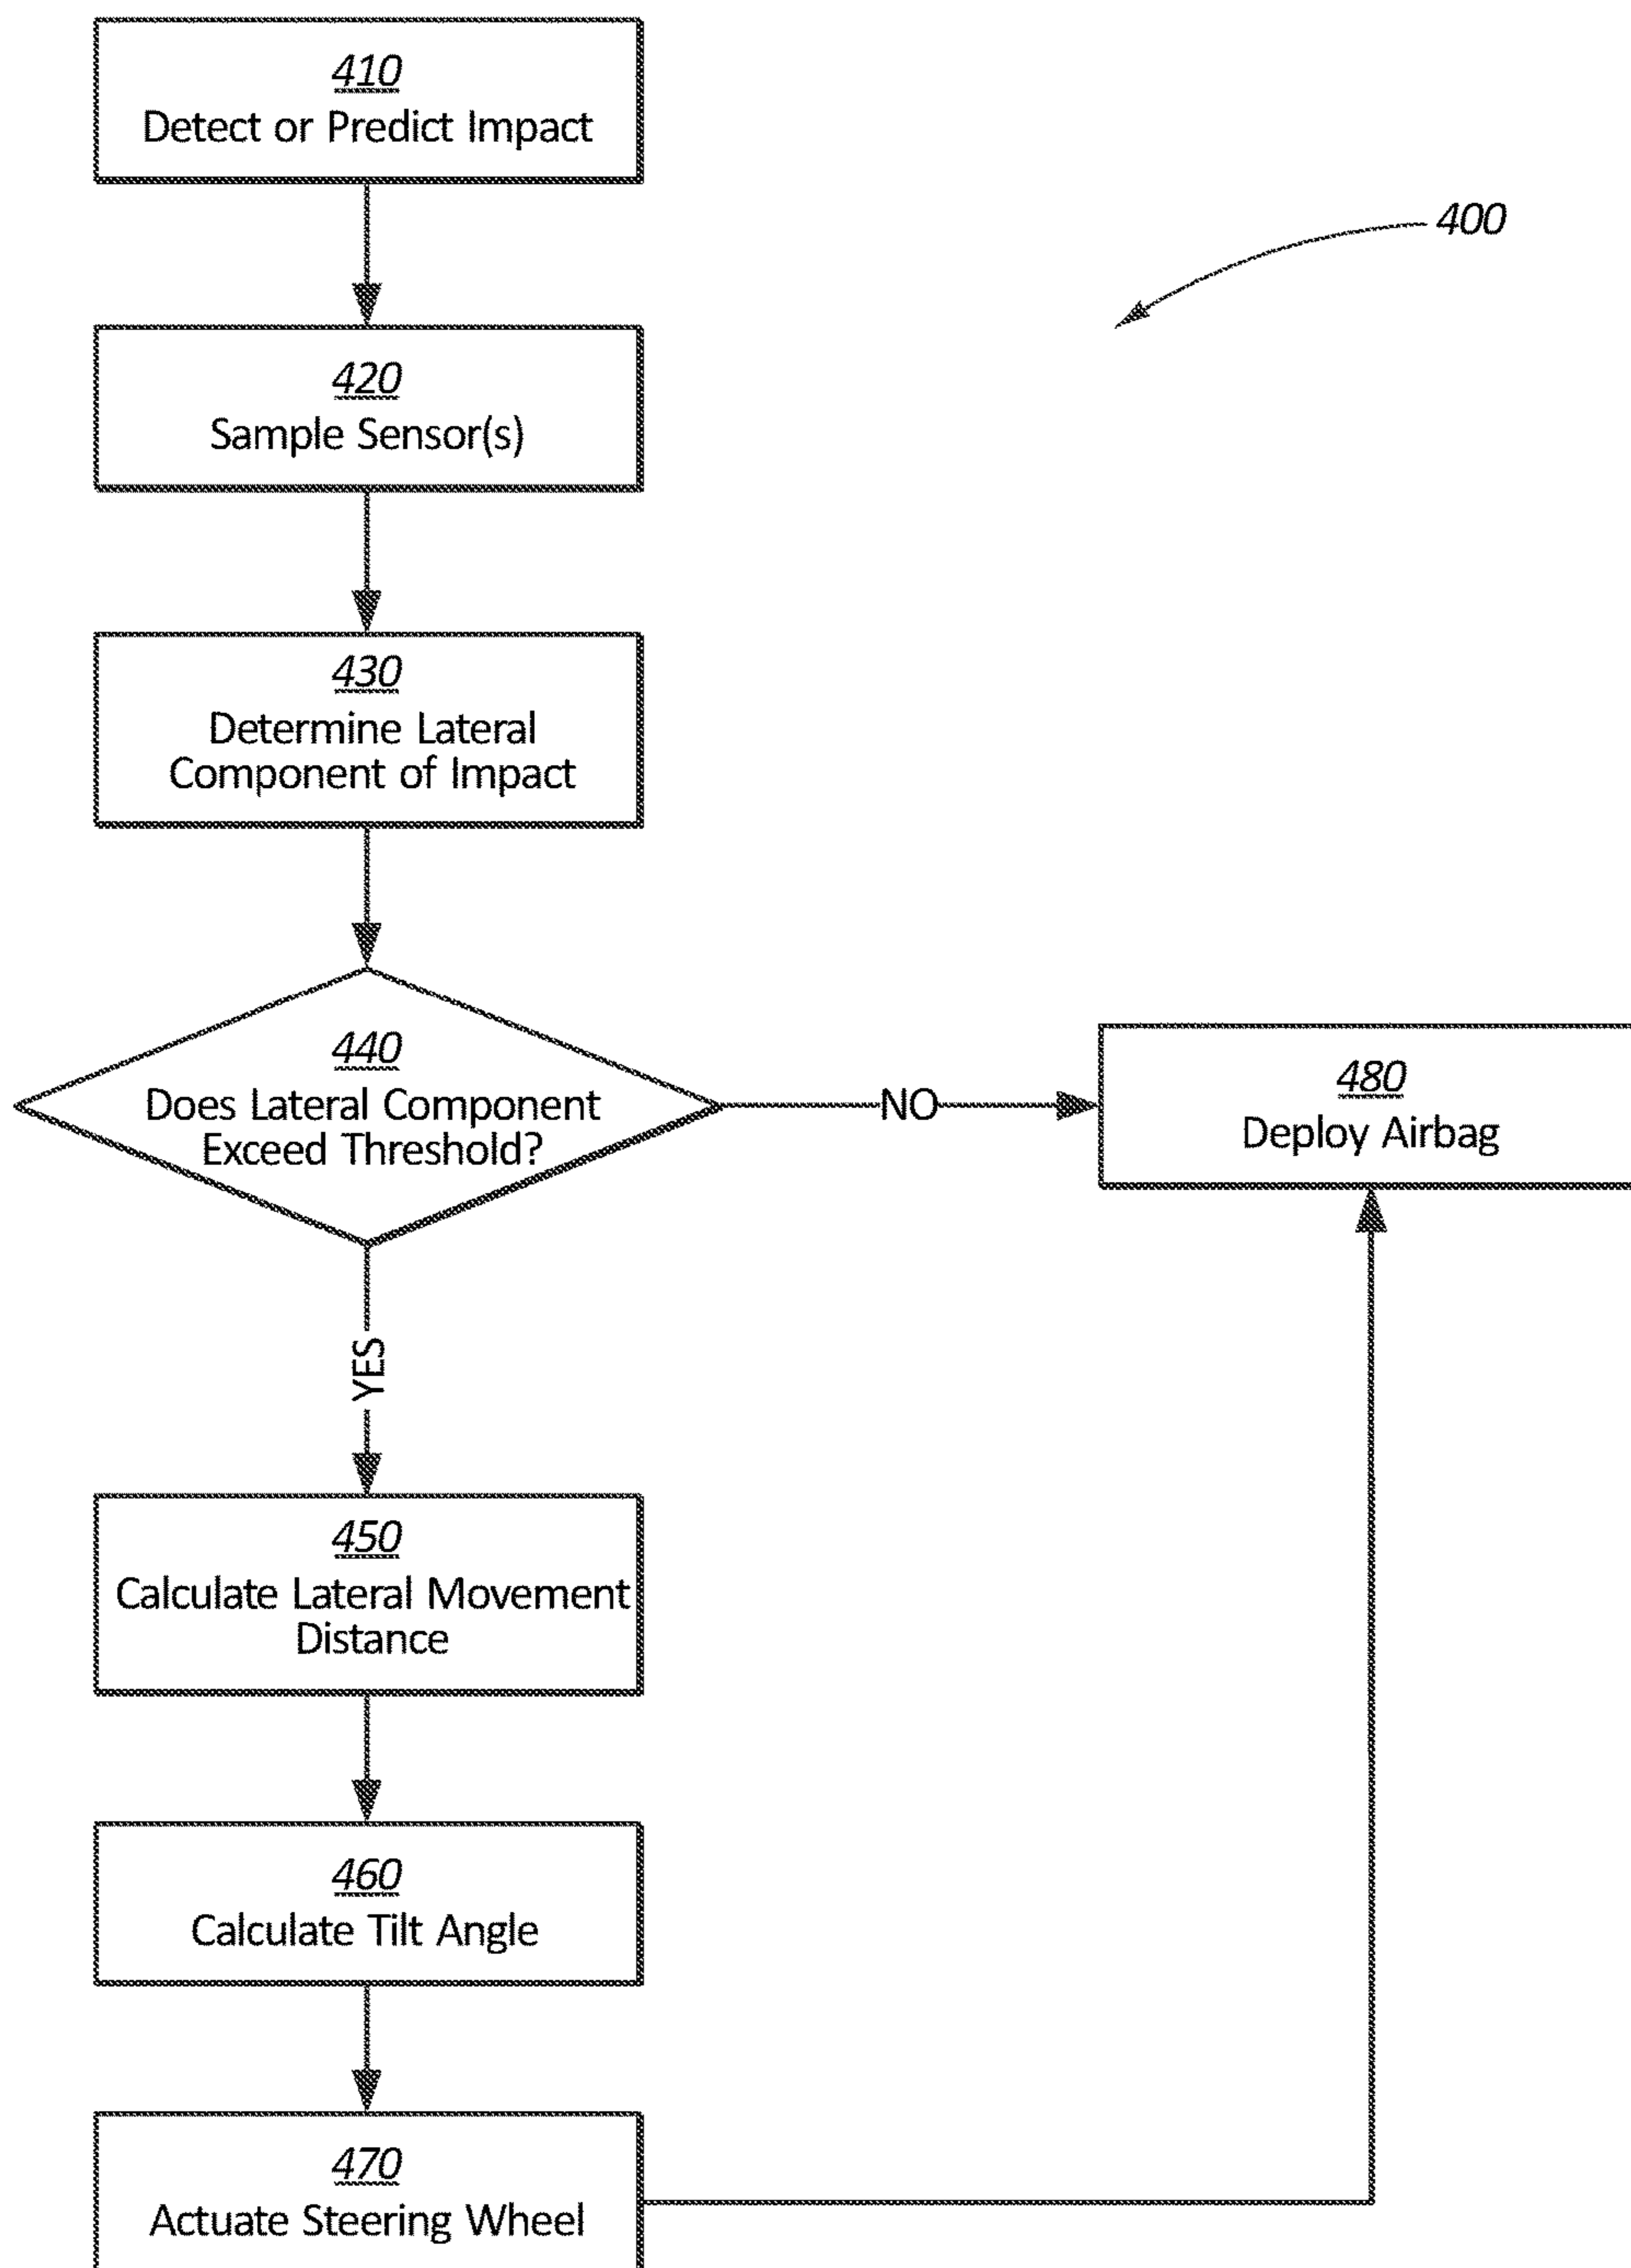 410
Detect or Predict Impact
400
420
Sample Sensor(s)
430
Determine Lateral
Component of Impact
440
Does Lateral Component
Exceed Threshold?
NO
480
Deploy Airbag
YES
450
Calculate Lateral Movement
Distance
460
Calculate Tilt Angle
470
Actuate Steering Wheel